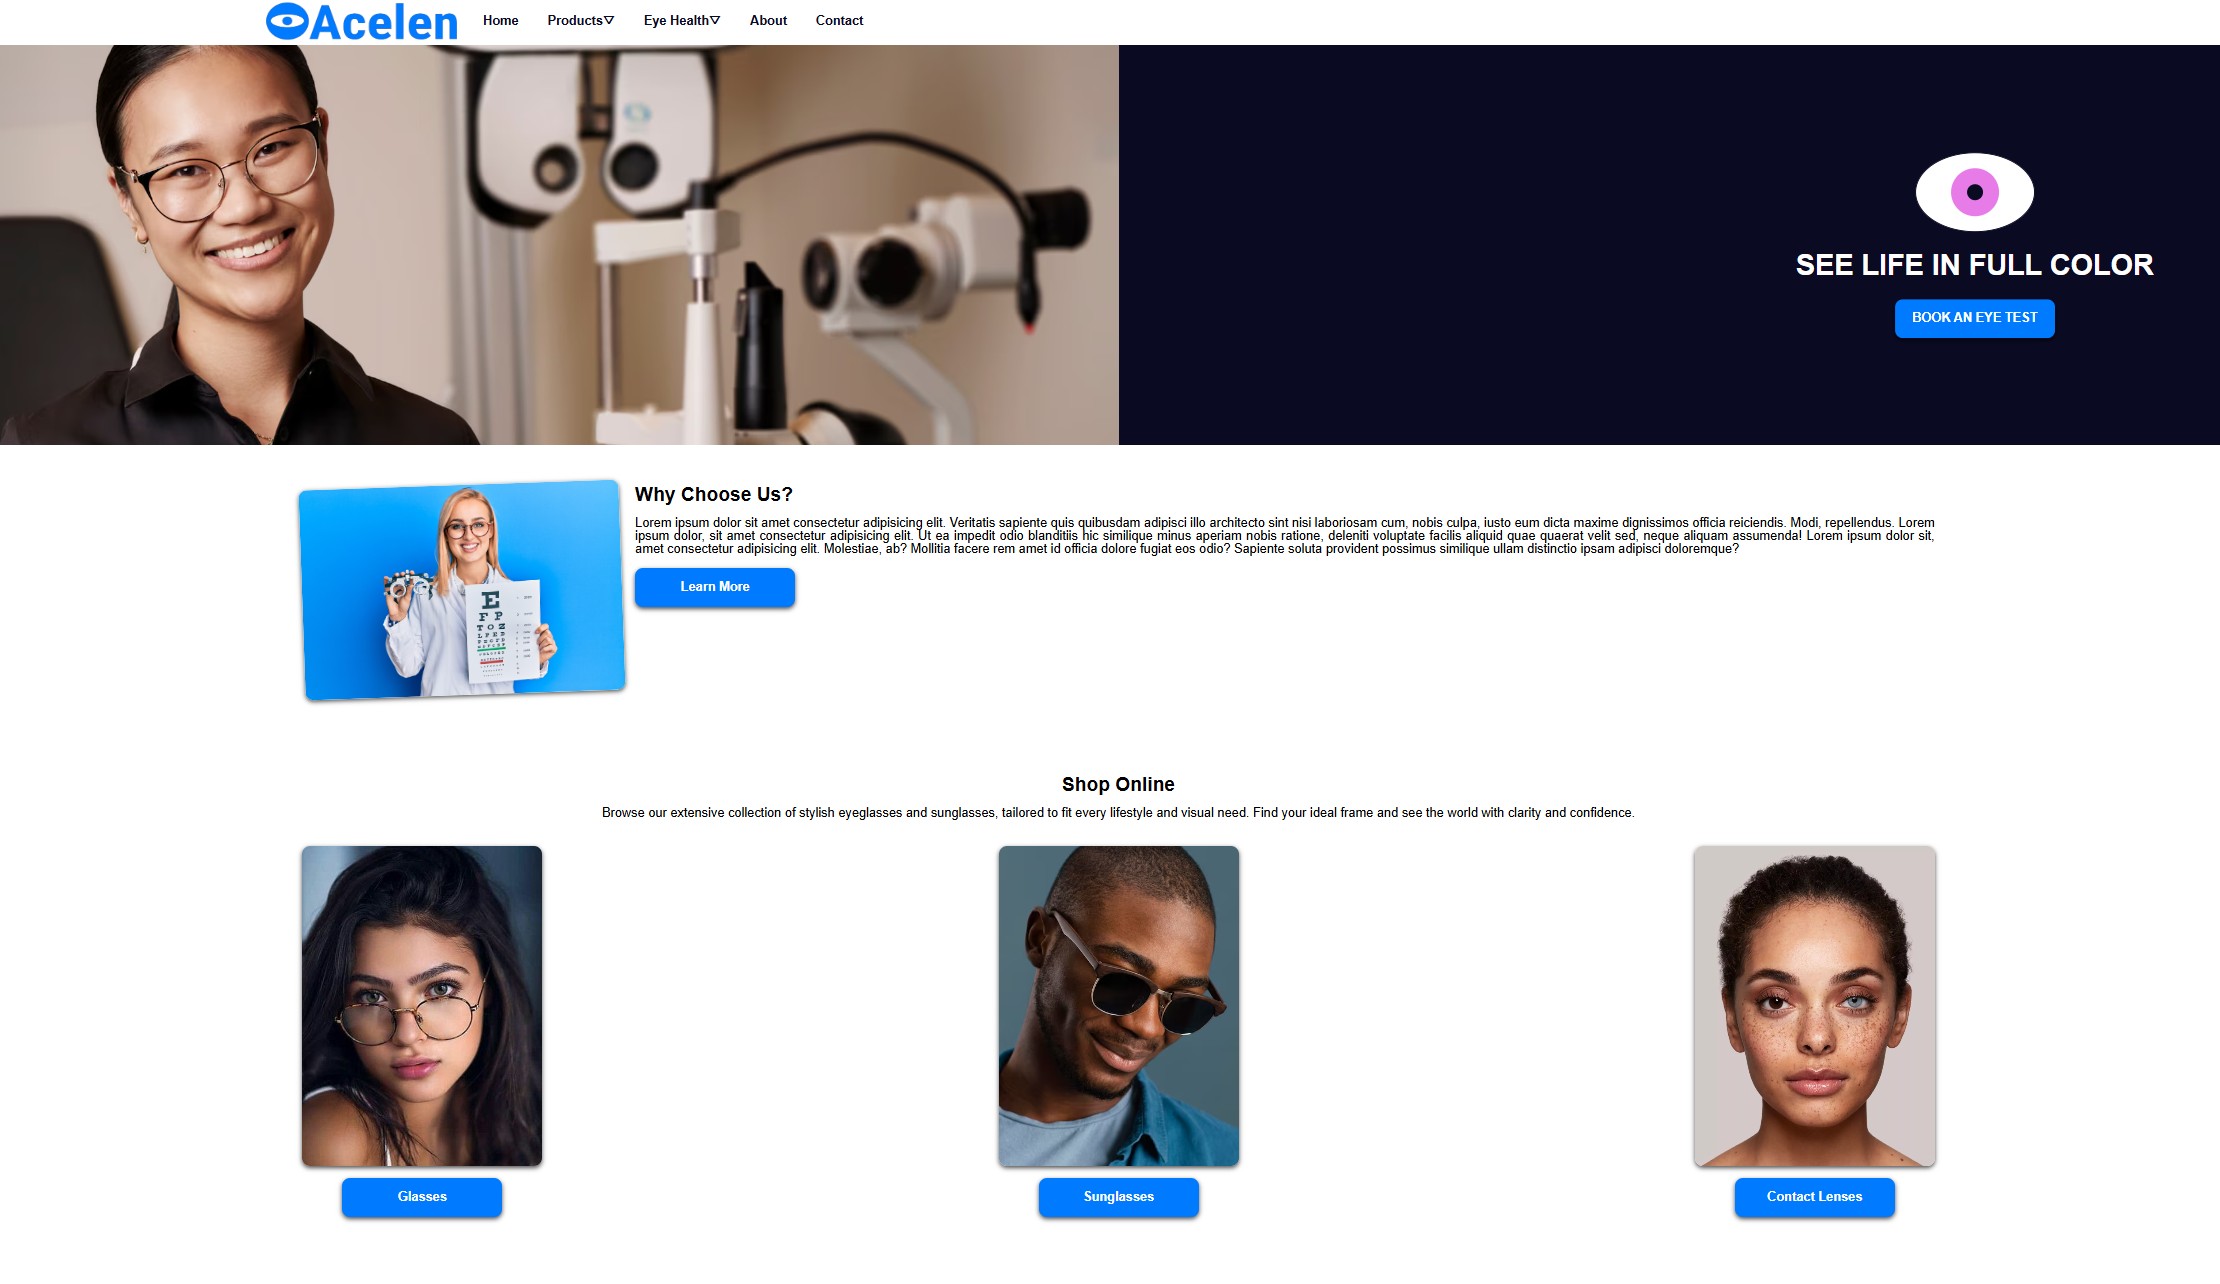 Acelen
Home Products▽ Eye Health▽ About Contact
SEE LIFE IN FULL COLOR
BOOK AN EYE TEST
Why Choose Us?
Lorem ipsum dolor sit amet consectetur adipisicing elit. Veritatis sapiente quis quibusdam adipisci illo architecto sint nisi laboriosam cum, nobis culpa, iusto eum dicta maxime dignissimos officia reiciendis. Modi, repellendus. Lorem
ipsum dolor, sit amet consectetur adipisicing elit. Ut ea impedit odio blanditiis hic similique minus aperiam nobis ratione, deleniti voluptate facilis aliquid quae quaerat velit sed, neque aliquam assumenda! Lorem ipsum dolor sit,
amet consectetur adipisicing elit. Molestiae, ab? Mollitia facere rem amet id officia dolore fugiat eos odio? Sapiente soluta provident possimus similique ullam distinctio ipsam adipisci doloremque?
Learn More
E
F P
T O Z
L P E D
Shop Online
Browse our extensive collection of stylish eyeglasses and sunglasses, tailored to fit every lifestyle and visual need. Find your ideal frame and see the world with clarity and confidence.
Glasses
Sunglasses
Contact Lenses